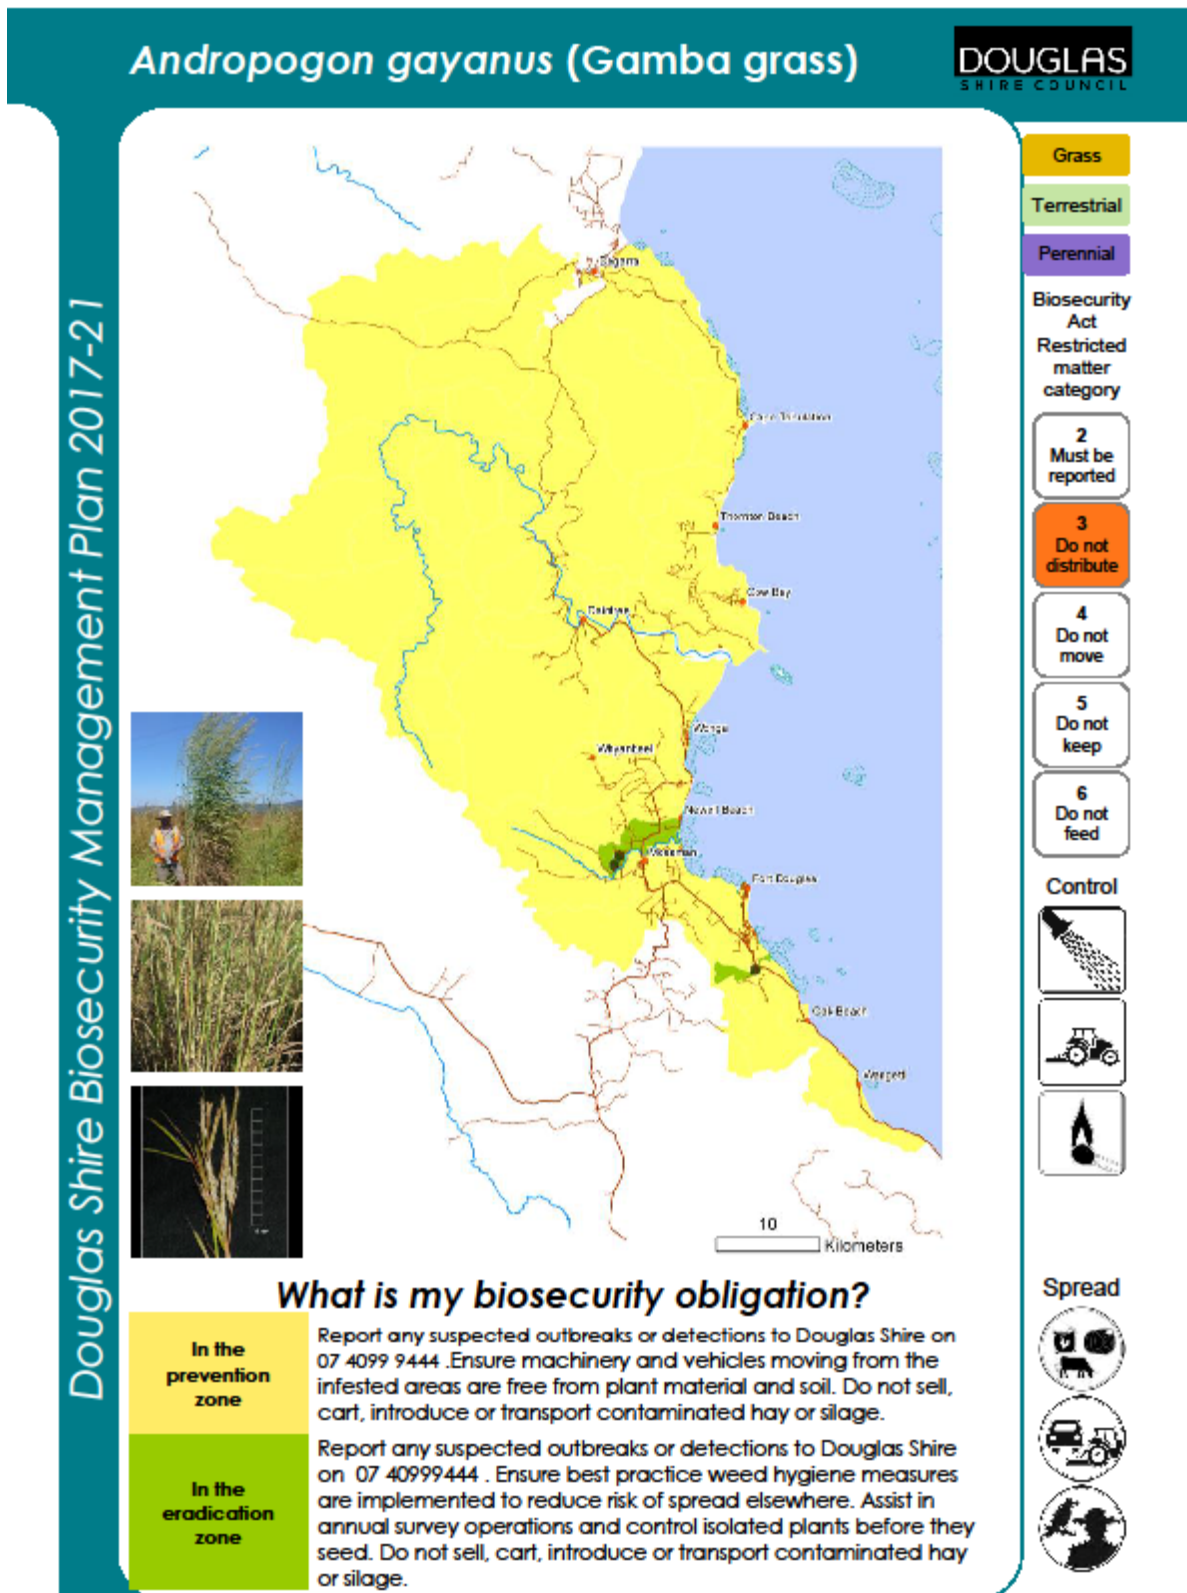 Andropogon gayanus (Gamba grass)
DOUGLAS
SHIRE COUNCIL
Douglas Shire Biosecurity Management Plan 2017-21
Grass
Terrestrial
Perennial
Biosecurity
Act
Restricted
matter
category
2
Must be
reported
3
Do not
distribute
4
Do not
move
5
Do not
keep
6
Do not
feed
Control
Spread
Degarra
Cape Tribulation
Thornton Beach
Cow Bay
Daintree
Wonga
Whyanbeel
Newell Beach
Mossman
Port Douglas
Oak Beach
Wangetti
10
Kilometers
What is my biosecurity obligation?
In the
prevention
zone
Report any suspected outbreaks or detections to Douglas Shire on
07 4099 9444 .Ensure machinery and vehicles moving from the
infested areas are free from plant material and soil. Do not sell,
cart, introduce or transport contaminated hay or silage.
In the
eradication
zone
Report any suspected outbreaks or detections to Douglas Shire
on 07 40999444 . Ensure best practice weed hygiene measures
are implemented to reduce risk of spread elsewhere. Assist in
annual survey operations and control isolated plants before they
seed. Do not sell, cart, introduce or transport contaminated hay
or silage.